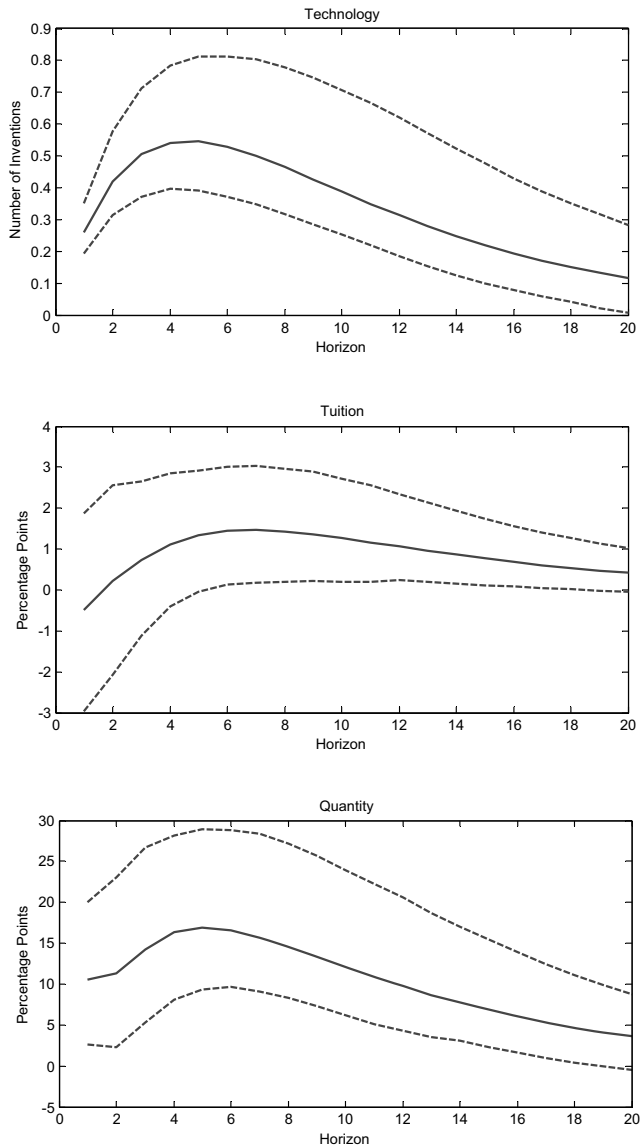 Technology
Number of Inventions
0.9
0.8
0.7
0.6
0.5
0.4
0.3
0.2
0.1
0
0 2 4 6 8 10 12 14 16 18 20
Horizon
Tuition
Percentage Points
4
3
2
1
0
-1
-2
-3
0 2 4 6 8 10 12 14 16 18 20
Horizon
Quantity
Percentage Points
30
25
20
15
10
5
0
-5
0 2 4 6 8 10 12 14 16 18 20
Horizon